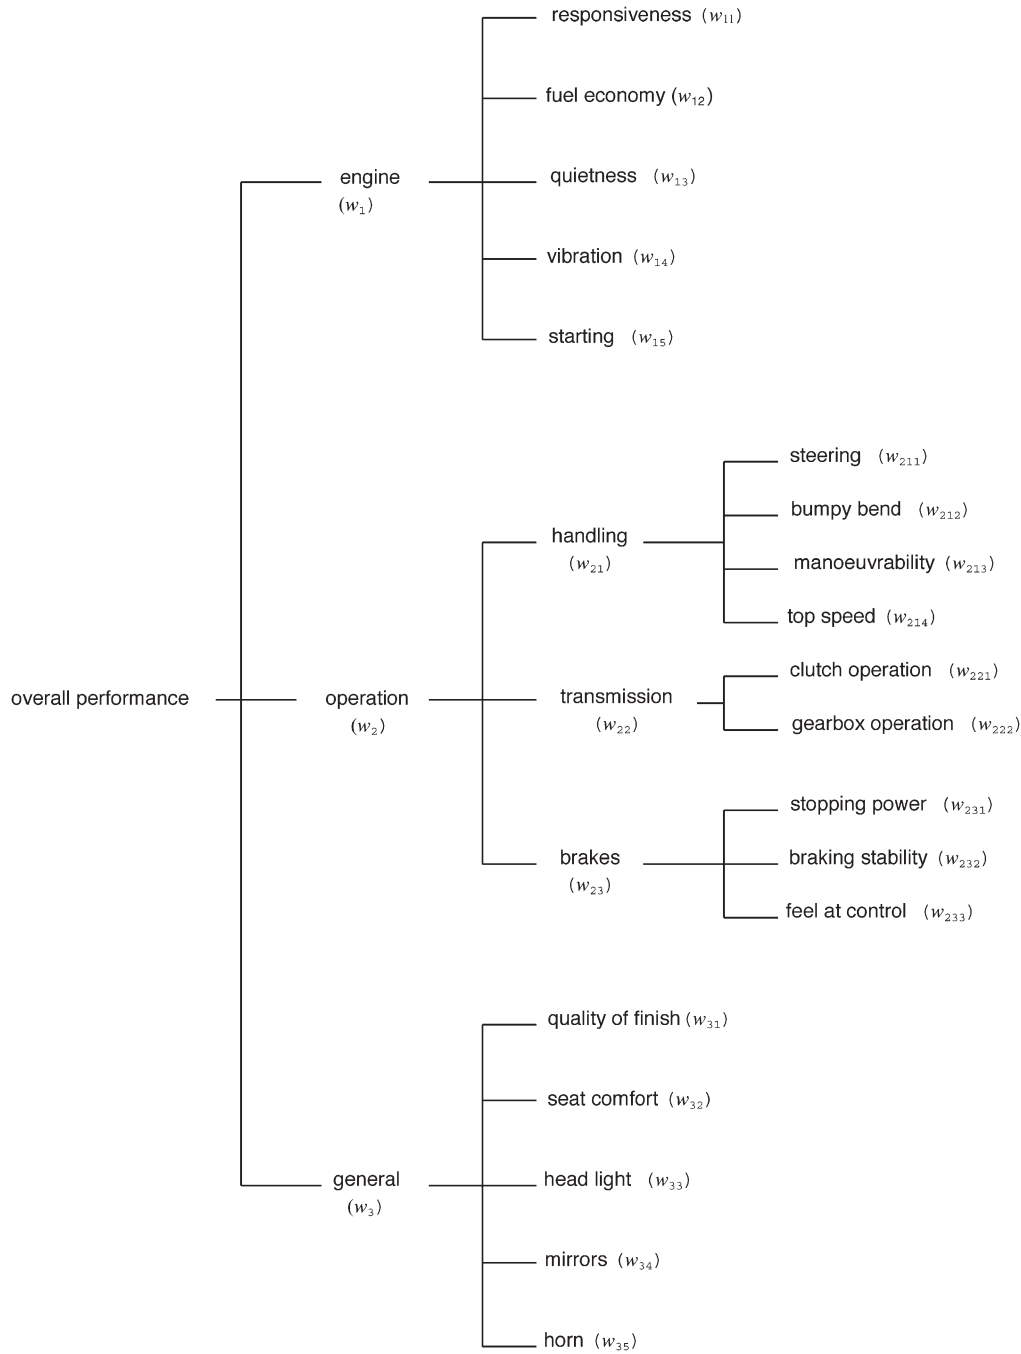 responsiveness (w11)
fuel economy (w12)
quietness (w13)
engine
(w1)
vibration (w14)
starting (w15)
steering (w211)
bumpy bend (w212)
handling
(w21)
manoeuvrability (w213)
top speed (w214)
clutch operation (w221)
overall performance
operation
(w2)
transmission
(w22)
gearbox operation (w222)
stopping power (w231)
brakes
(w23)
braking stability (w232)
feel at control (w233)
quality of finish (w31)
seat comfort (w32)
general
(w3)
head light (w33)
mirrors (w34)
horn (w35)